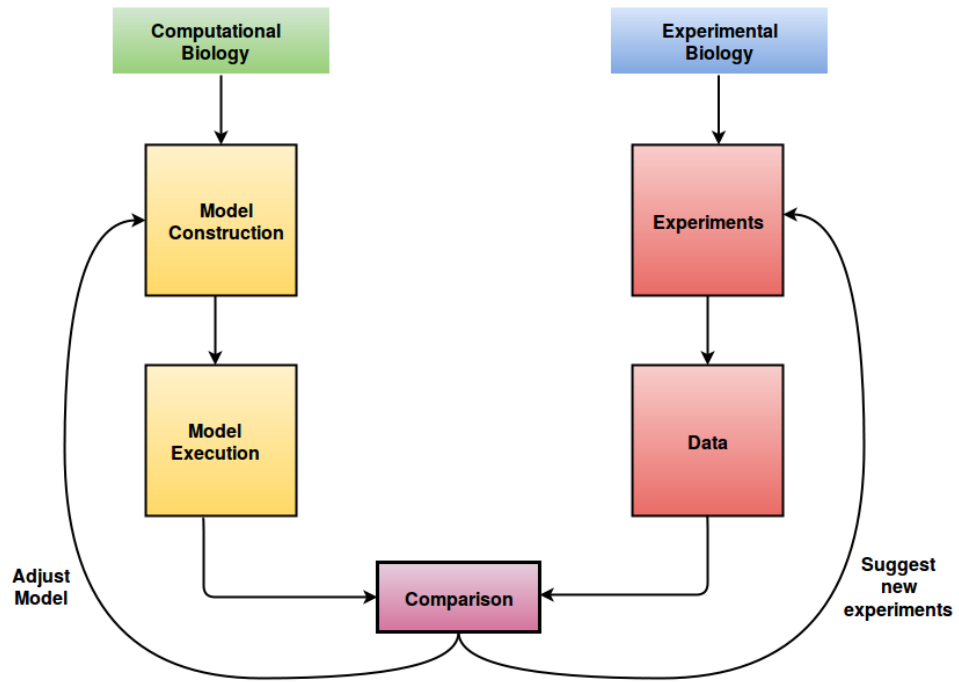 Computational
Biology
Experimental
Biology
Model
Construction
Experiments
Model
Execution
Data
Adjust
Model
Comparison
Suggest
new
experiments